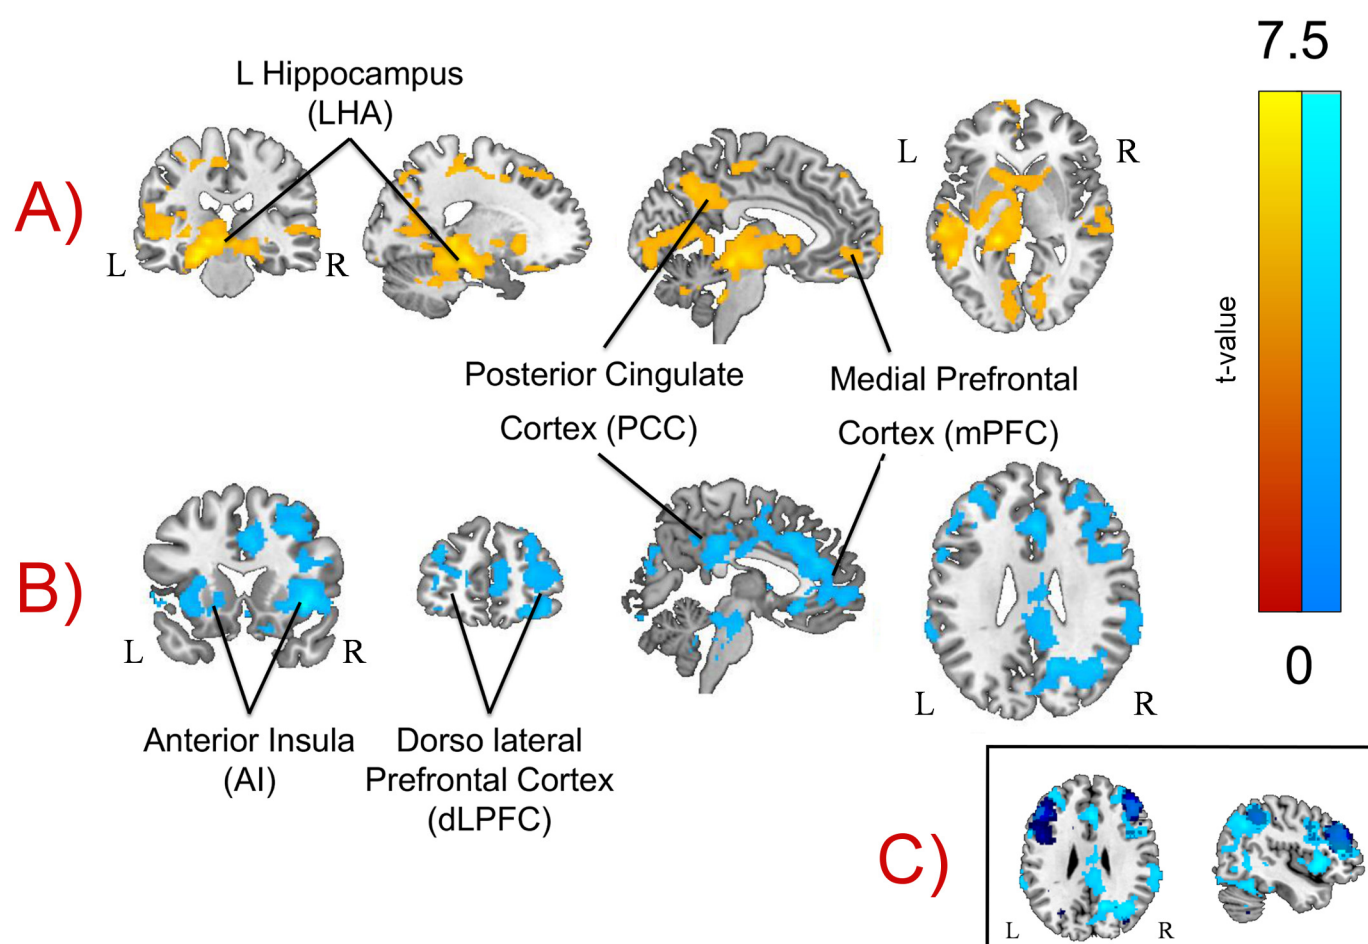 7.5
L Hippocampus
(LHA)
A)
L
R
L
R
t-value
Posterior Cingulate
Cortex (PCC)
Medial Prefrontal
Cortex (mPFC)
B)
L
R
L
R
0
Anterior Insula
(AI)
Dorso lateral
Prefrontal Cortex
(dLPFC)
C)
L
R